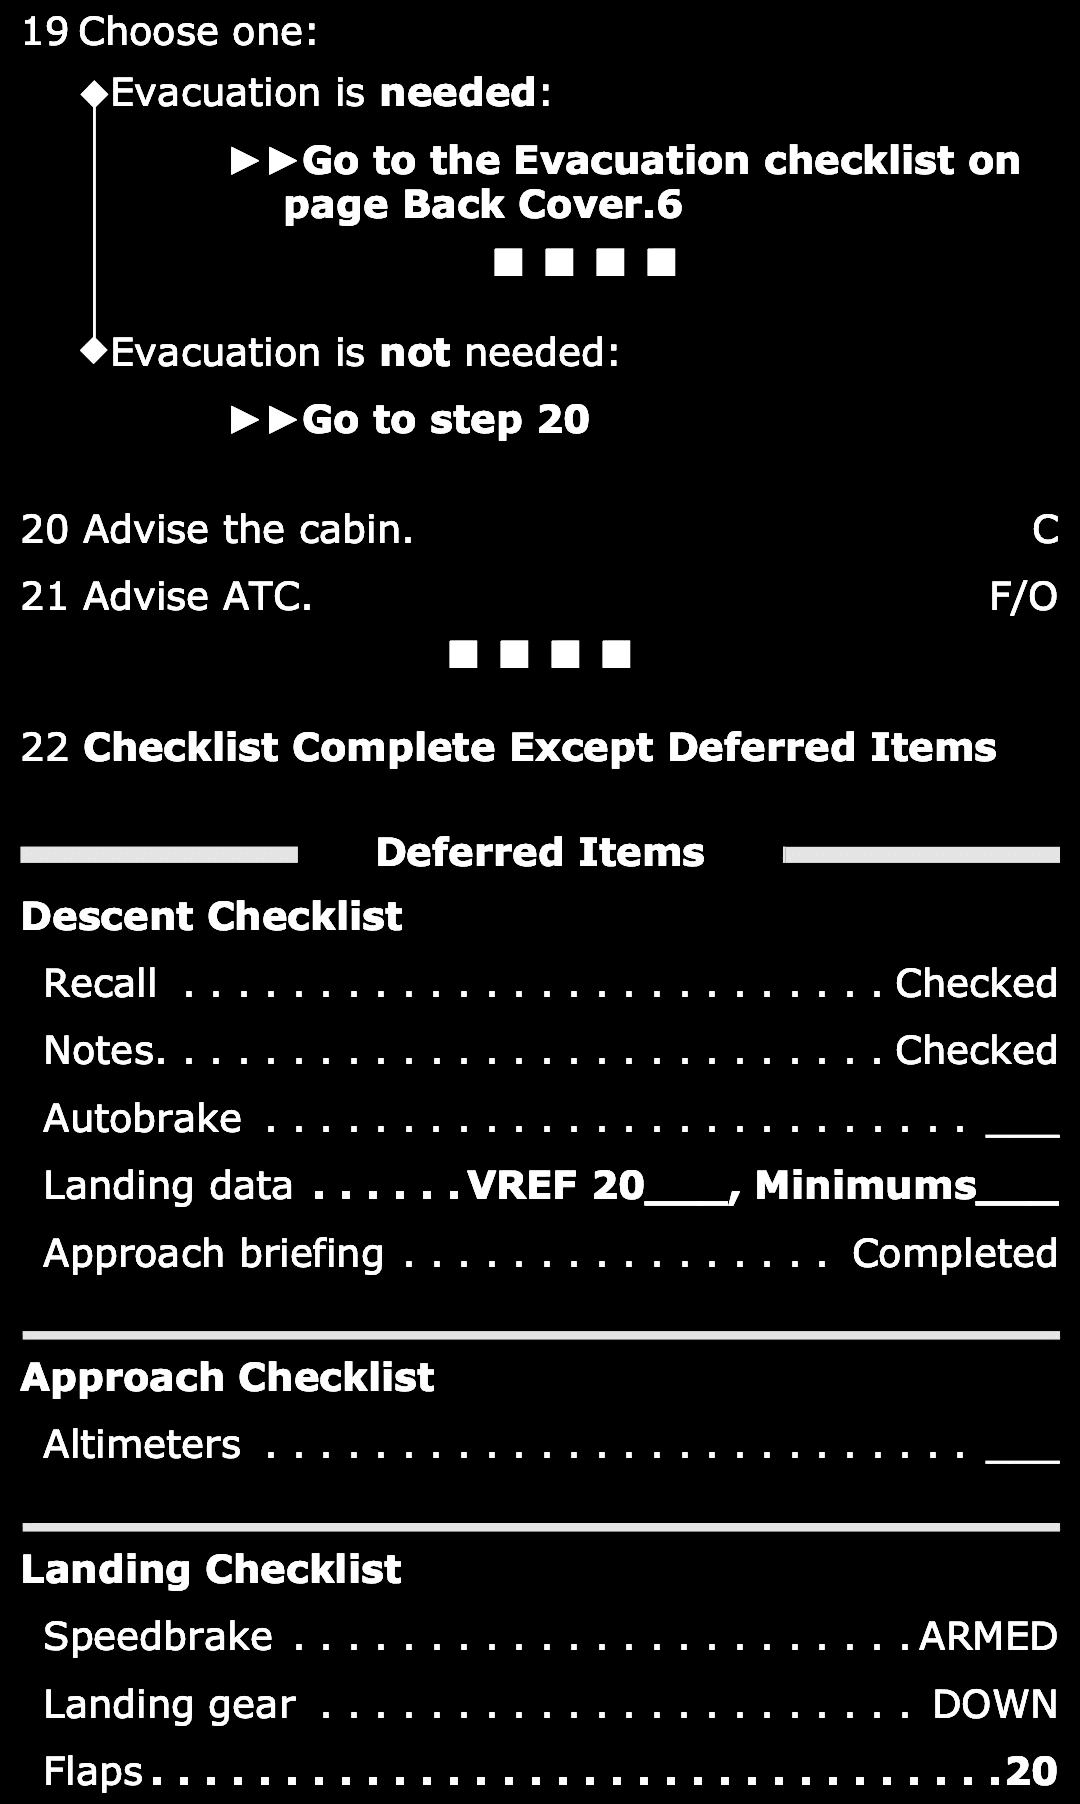 19 Choose one:
Evacuation is needed:
►►Go to the Evacuation checklist on
page Back Cover.6
■ ■ ■ ■
Evacuation is not needed:
►►Go to step 20
20 Advise the cabin. C
21 Advise ATC. F/O
■ ■ ■ ■
22 Checklist Complete Except Deferred Items
Deferred Items
Descent Checklist
Recall . . . . . . . . . . . . . . . . . . . . . . . . . . Checked
Notes. . . . . . . . . . . . . . . . . . . . . . . . . . . Checked
Autobrake . . . . . . . . . . . . . . . . . . . . . . . . . . ___
Landing data . . . . . . VREF 20___, Minimums___
Approach briefing . . . . . . . . . . . . . . . . Completed
Approach Checklist
Altimeters . . . . . . . . . . . . . . . . . . . . . . . . . . ___
Landing Checklist
Speedbrake . . . . . . . . . . . . . . . . . . . . . . . ARMED
Landing gear . . . . . . . . . . . . . . . . . . . . . . DOWN
Flaps . . . . . . . . . . . . . . . . . . . . . . . . . . . . . . . . 20